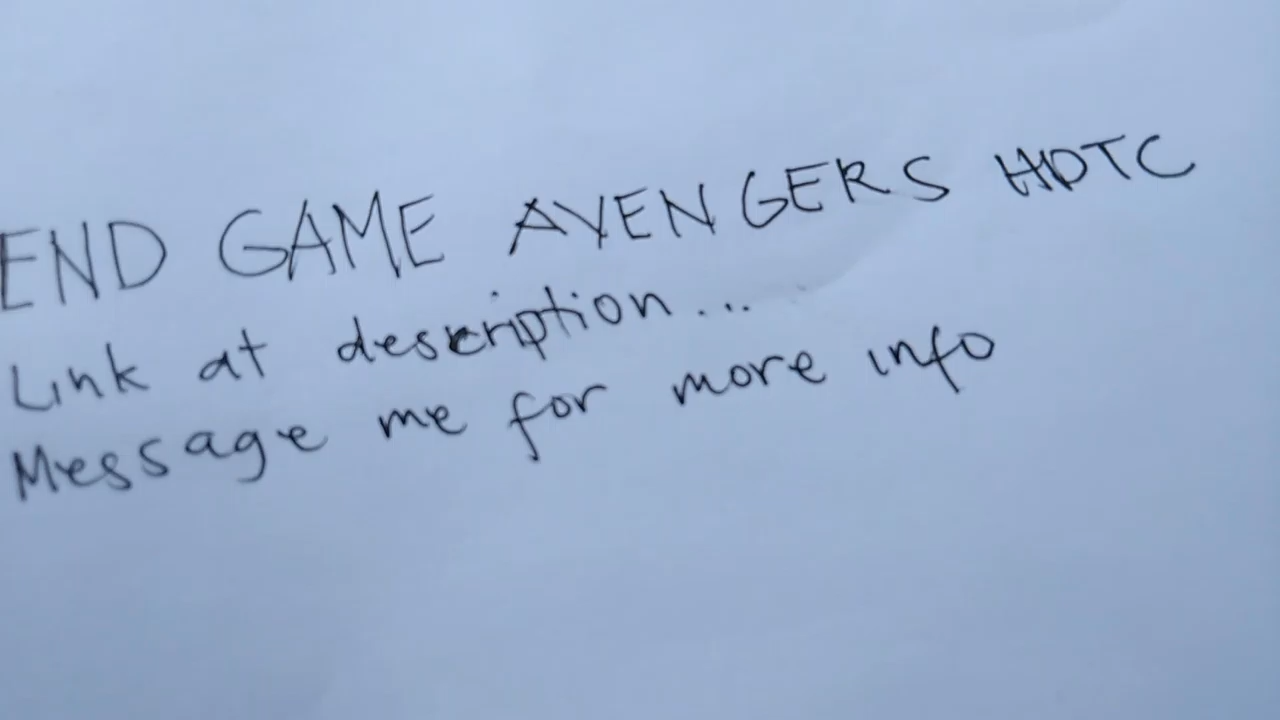 END GAME AVENGERS HDTC
Link at description...
Message me for more info